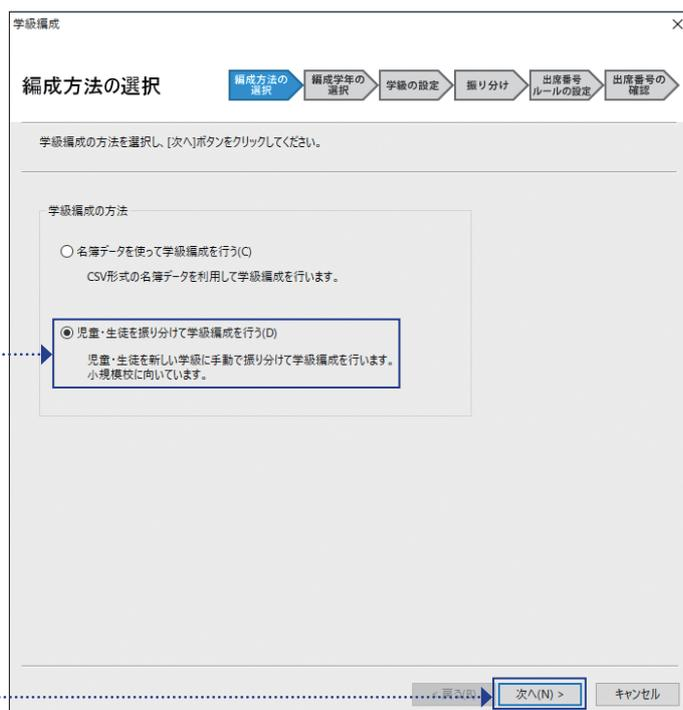 学級編成
編成方法の選択
編成方法の
選択
編成学年の
選択
学級の設定
振り分け
出席番号
ルールの設定
出席番号の
確認
学級編成の方法を選択し、[次へ]ボタンをクリックしてください。
学級編成の方法
名簿データを使って学級編成を行う(C)
CSV形式の名簿データを利用して学級編成を行います。
児童・生徒を振り分けて学級編成を行う(D)
児童・生徒を新しい学級に手動で振り分けて学級編成を行います。
小規模校に向いています。
< 戻る(B)
次へ(N) >
キャンセル